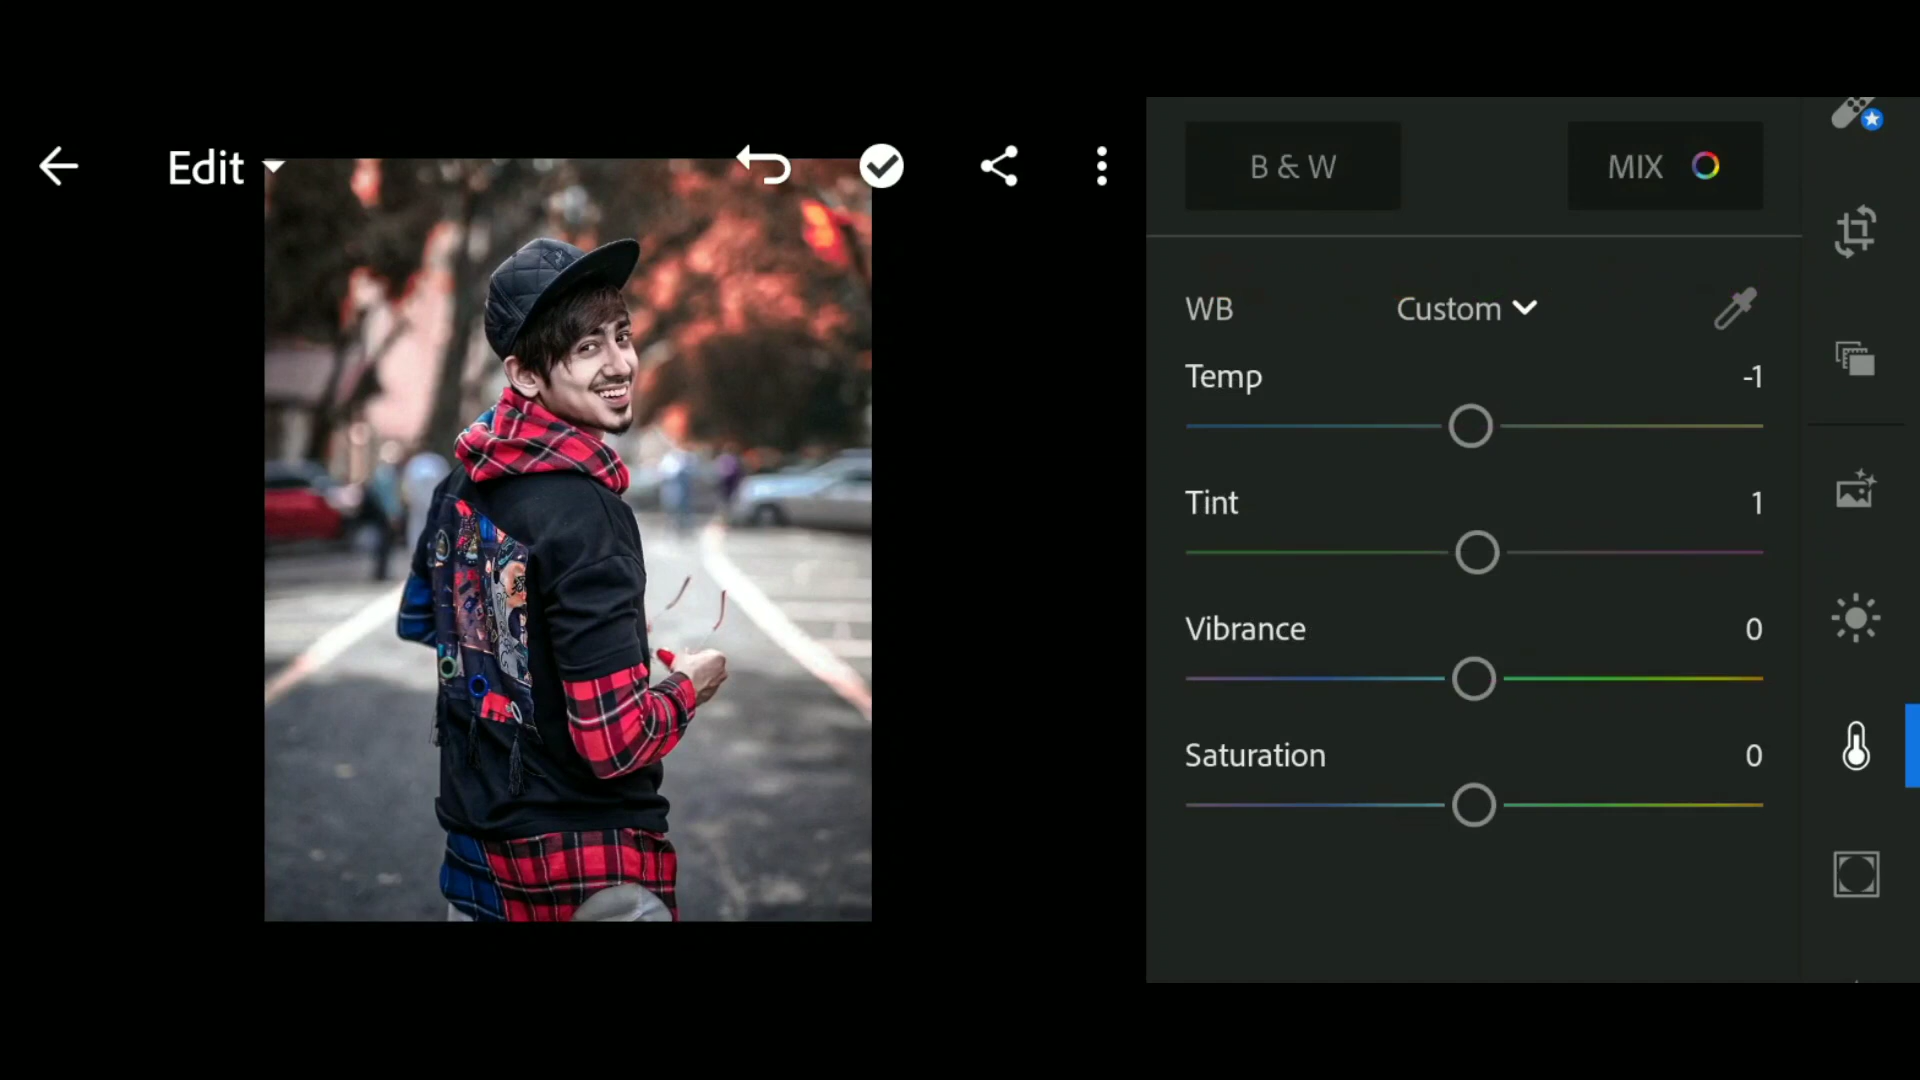 Edit
B & W
MIX
WB
Custom
Temp
-1
Tint
1
Vibrance
0
Saturation
0